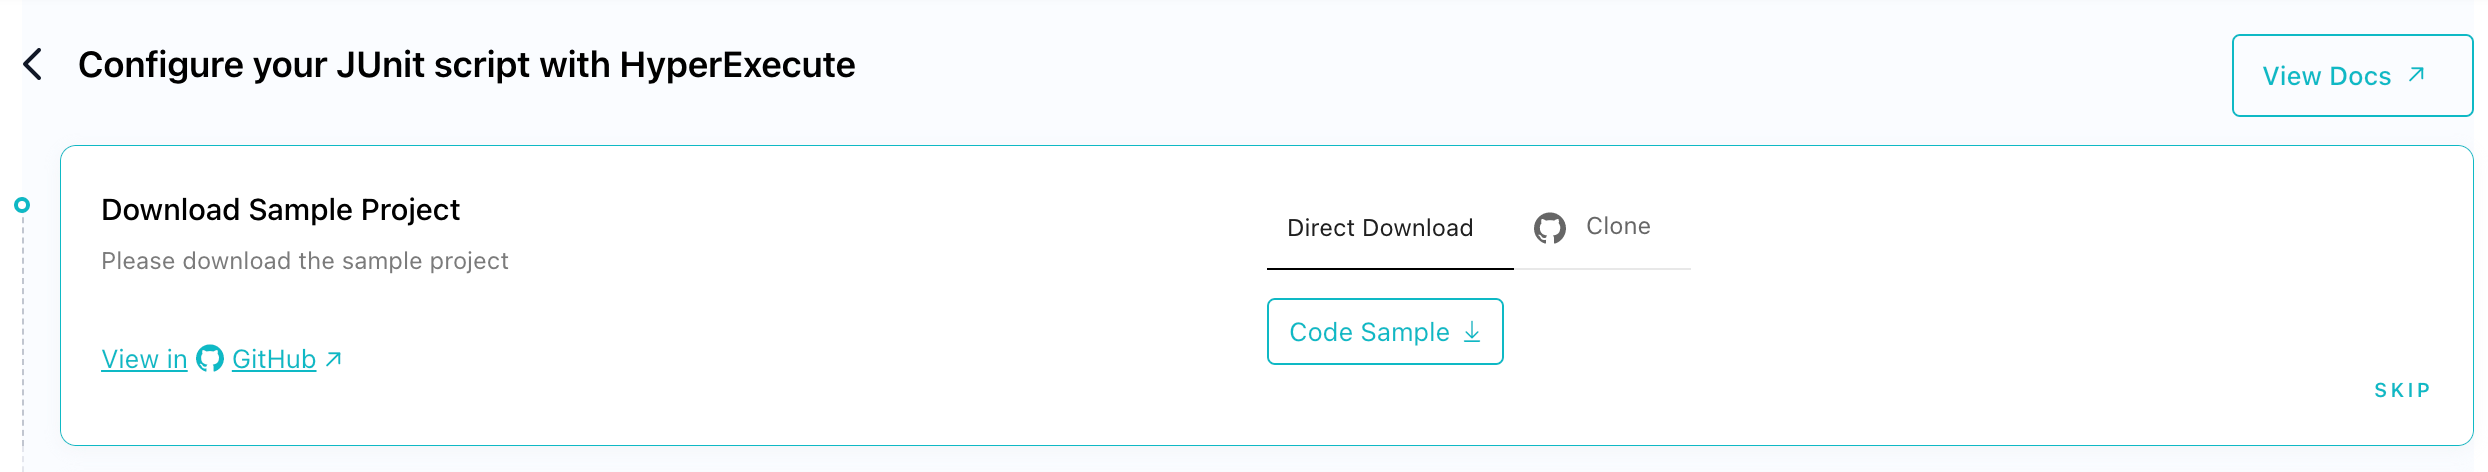 Configure your JUnit script with HyperExecute
View Docs
Download Sample Project
Please download the sample project
View in GitHub
Direct Download
Clone
Code Sample
SKIP